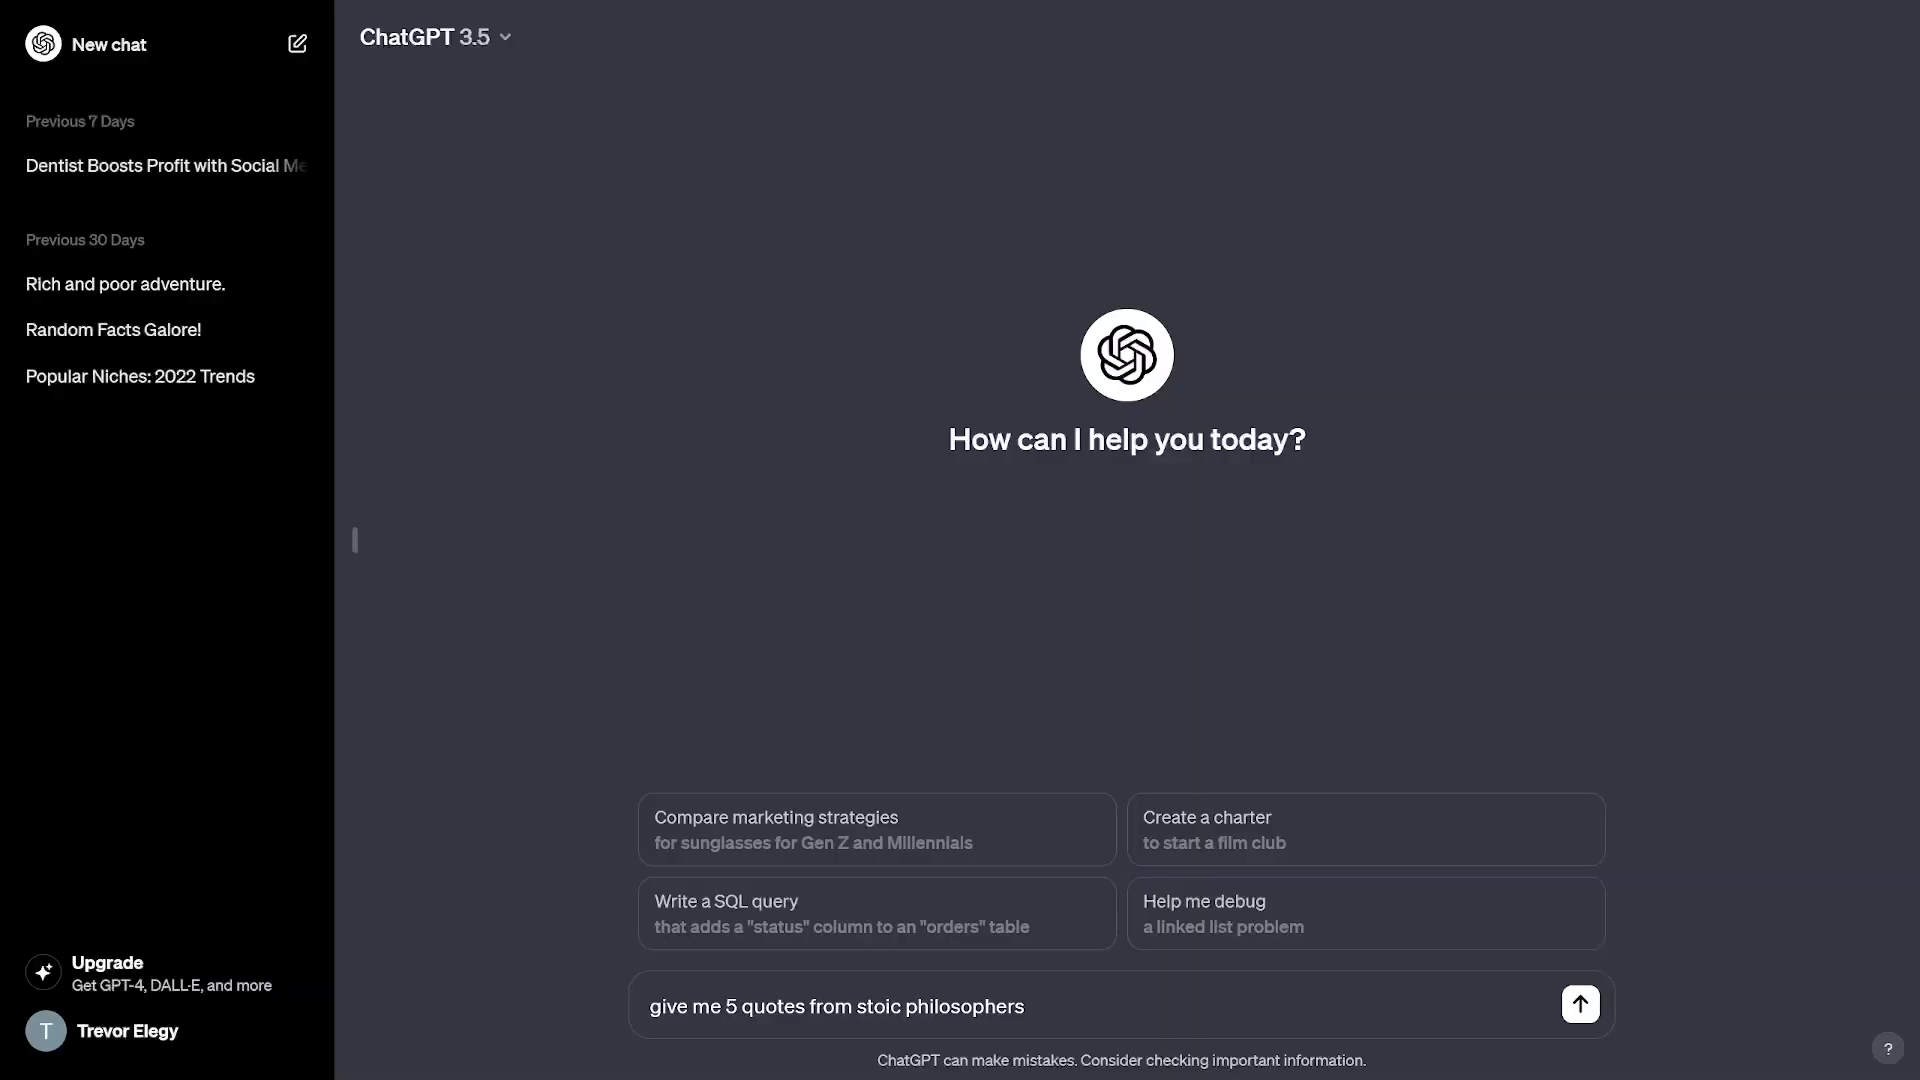 New chat
Previous 7 Days
Dentist Boosts Profit with Social Me
Previous 30 Days
Rich and poor adventure.
Random Facts Galore!
Popular Niches: 2022 Trends
Upgrade
Get GPT-4, DALL·E, and more
T
Trevor Elegy
ChatGPT 3.5
How can I help you today?
Compare marketing strategies
for sunglasses for Gen Z and Millennials
Create a charter
to start a film club
Write a SQL query
that adds a "status" column to an "orders" table
Help me debug
a linked list problem
give me 5 quotes from stoic philosophers
ChatGPT can make mistakes. Consider checking important information.
?